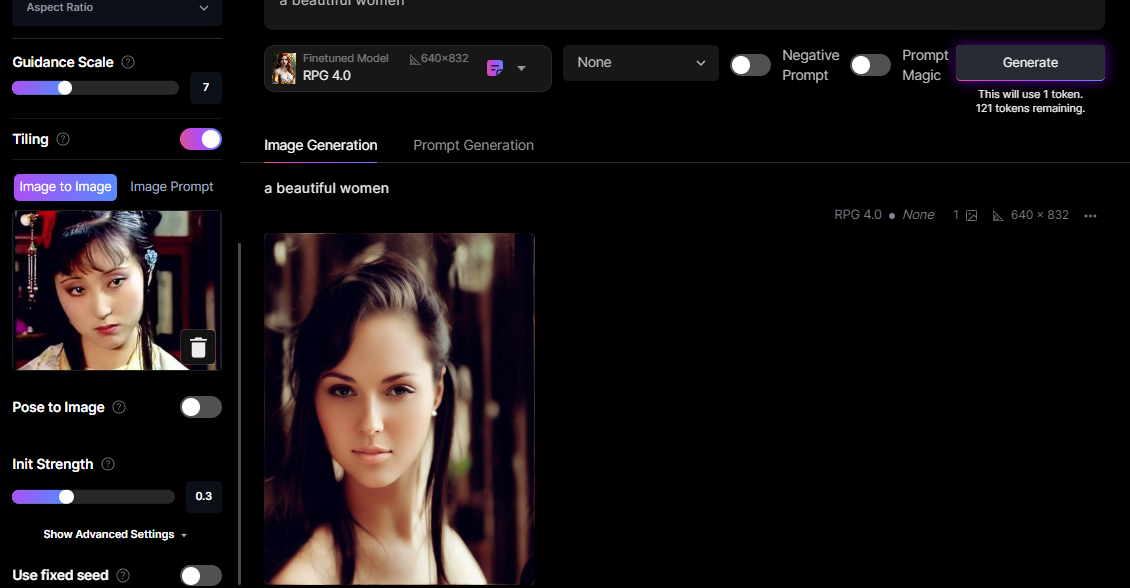 Aspect Ratio
Guidance Scale
7
Tiling
Image to Image
Image Prompt
Pose to Image
Init Strength
0.3
Show Advanced Settings
Use fixed seed
a beautiful women
Finetuned Model
640×832
RPG 4.0
None
Negative
Prompt
Prompt
Magic
Generate
This will use 1 token.
121 tokens remaining.
Image Generation
Prompt Generation
a beautiful women
RPG 4.0 ● None 1 640 × 832